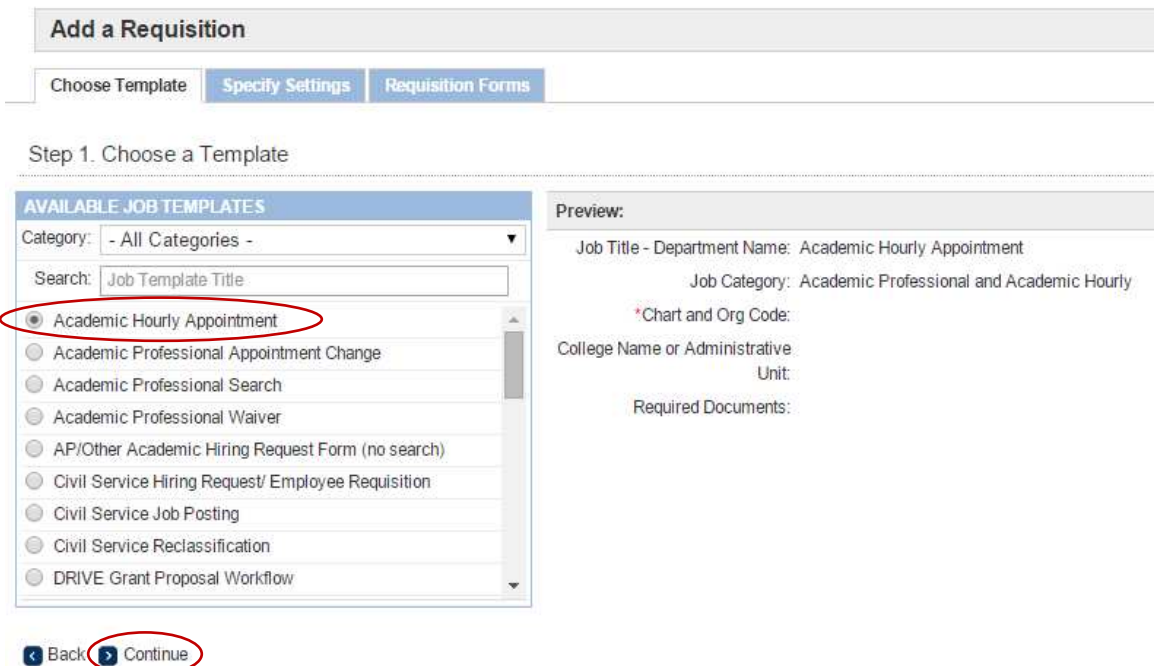 Add a Requisition
Choose Template Specify Settings Requisition Forms
Step 1. Choose a Template
AVAILABLE JOB TEMPLATES
Category: - All Categories -
Search: Job Template Title
Academic Hourly Appointment
Academic Professional Appointment Change
Academic Professional Search
Academic Professional Waiver
AP/Other Academic Hiring Request Form (no search)
Civil Service Hiring Request/ Employee Requisition
Civil Service Job Posting
Civil Service Reclassification
DRIVE Grant Proposal Workflow
Preview:
Job Title - Department Name: Academic Hourly Appointment
Job Category: Academic Professional and Academic Hourly
*Chart and Org Code:
College Name or Administrative
Unit:
Required Documents:
Back Continue